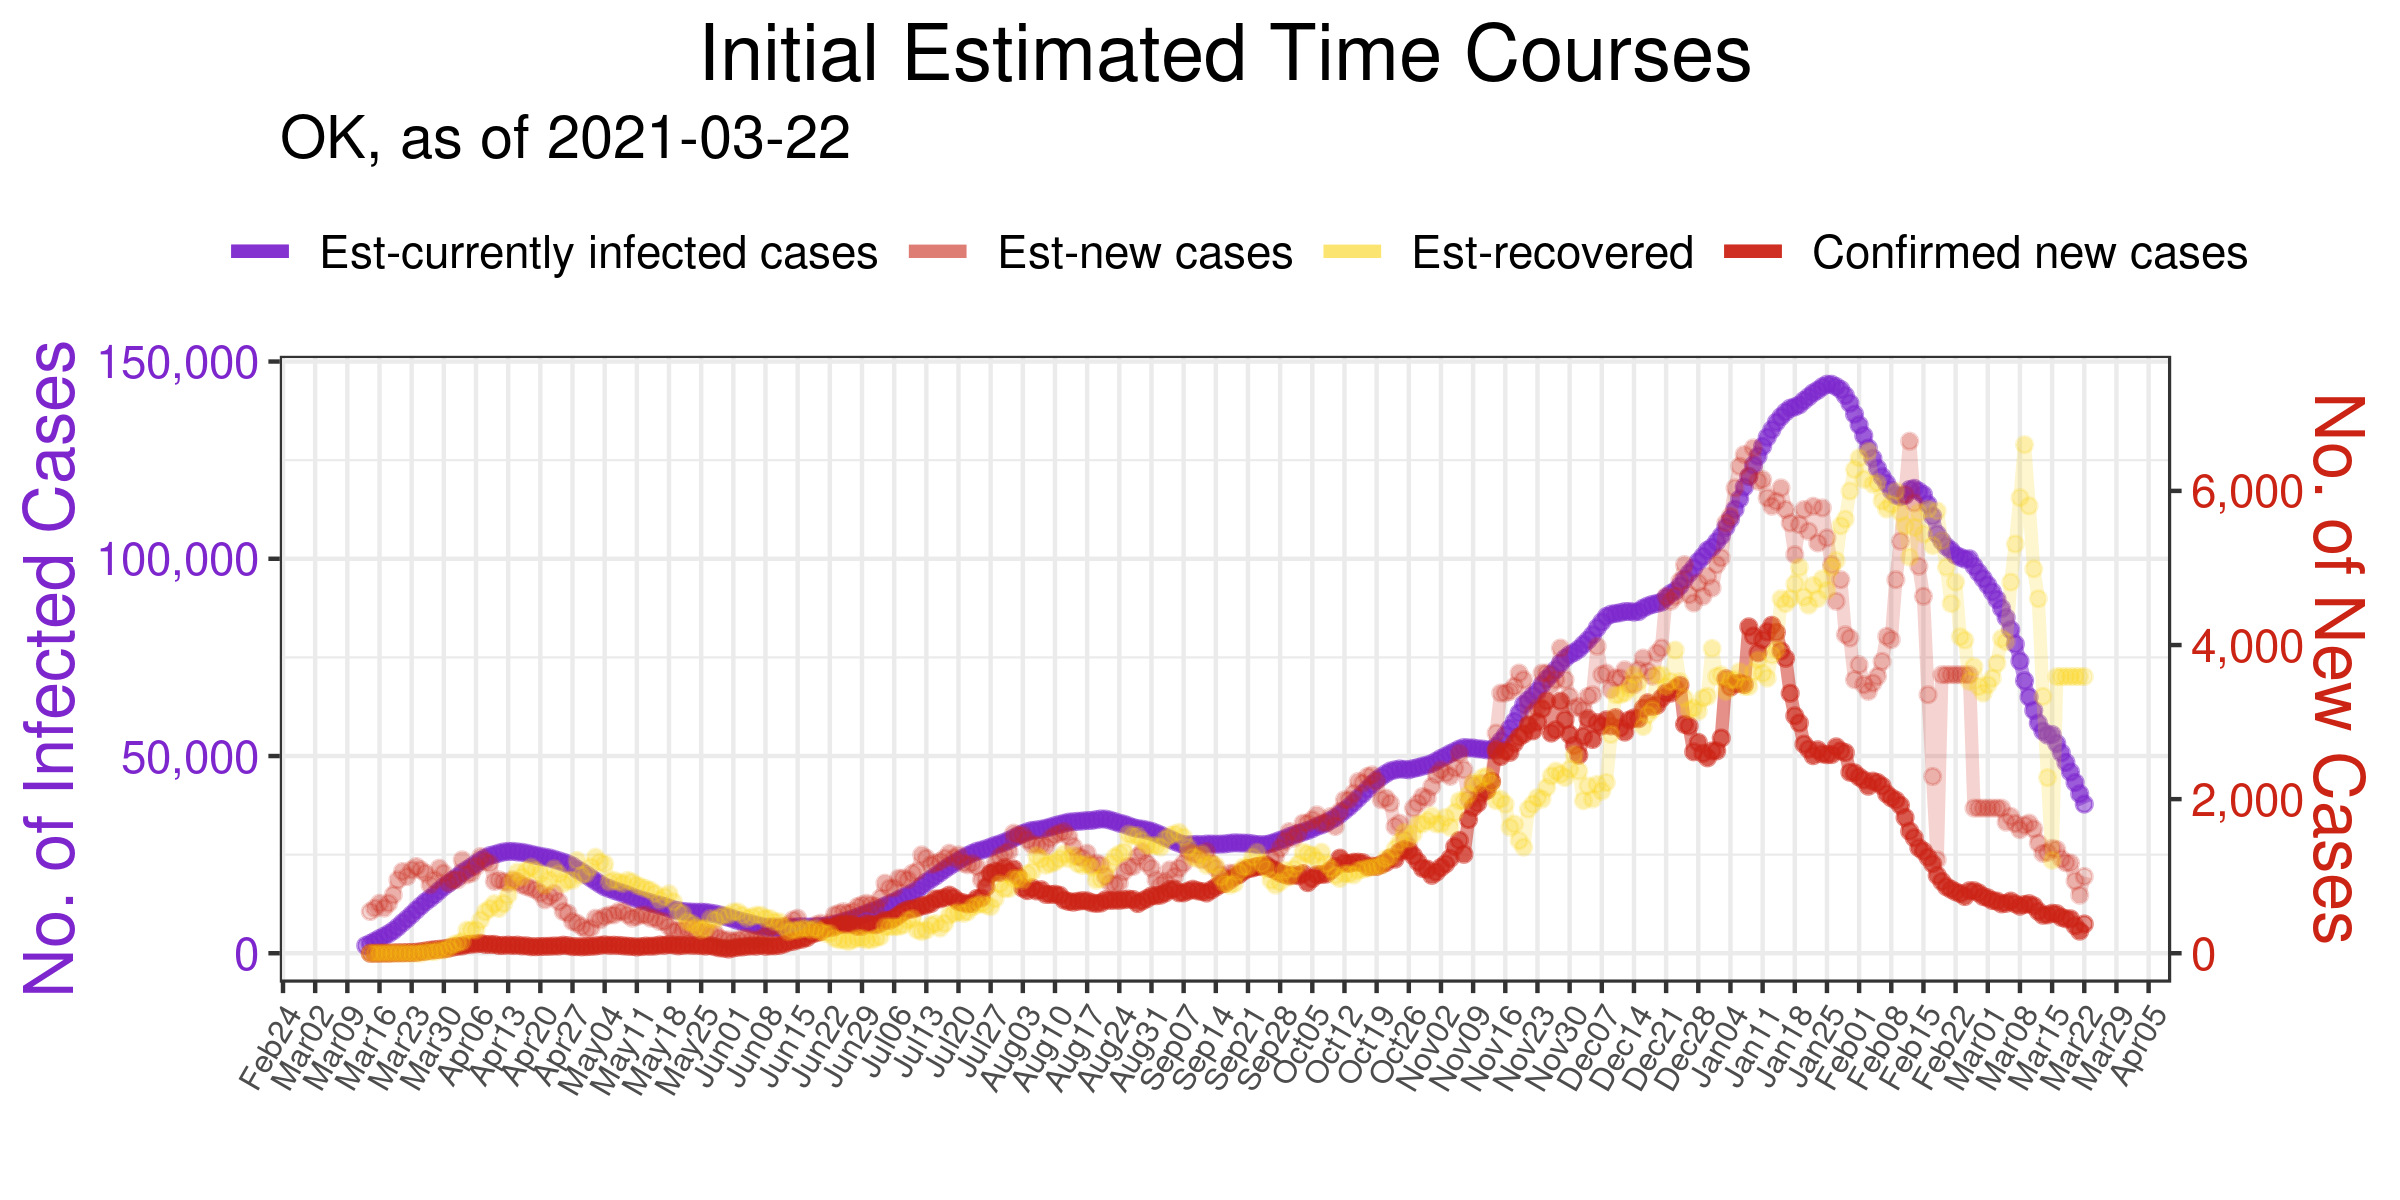 Initial Estimated Time Courses
OK, as of 2021-03-22
Est-currently infected cases Est-new cases Est-recovered Confirmed new cases
No. of Infected Cases
150,000
100,000
50,000
0
No. of New Cases
6,000
4,000
2,000
0
Feb24 Mar02 Mar09 Mar16 Mar23 Mar30 Apr06 Apr13 Apr20 Apr27 May04 May11 May18 May25 Jun01 Jun08 Jun15 Jun22 Jun29 Jul06 Jul13 Jul20 Jul27 Aug03 Aug10 Aug17 Aug24 Aug31 Sep07 Sep14 Sep21 Sep28 Oct05 Oct12 Oct19 Oct26 Nov02 Nov09 Nov16 Nov23 Nov30 Dec07 Dec14 Dec21 Dec28 Jan04 Jan11 Jan18 Jan25 Feb01 Feb08 Feb15 Feb22 Mar01 Mar08 Mar15 Mar22 Mar29 Apr05